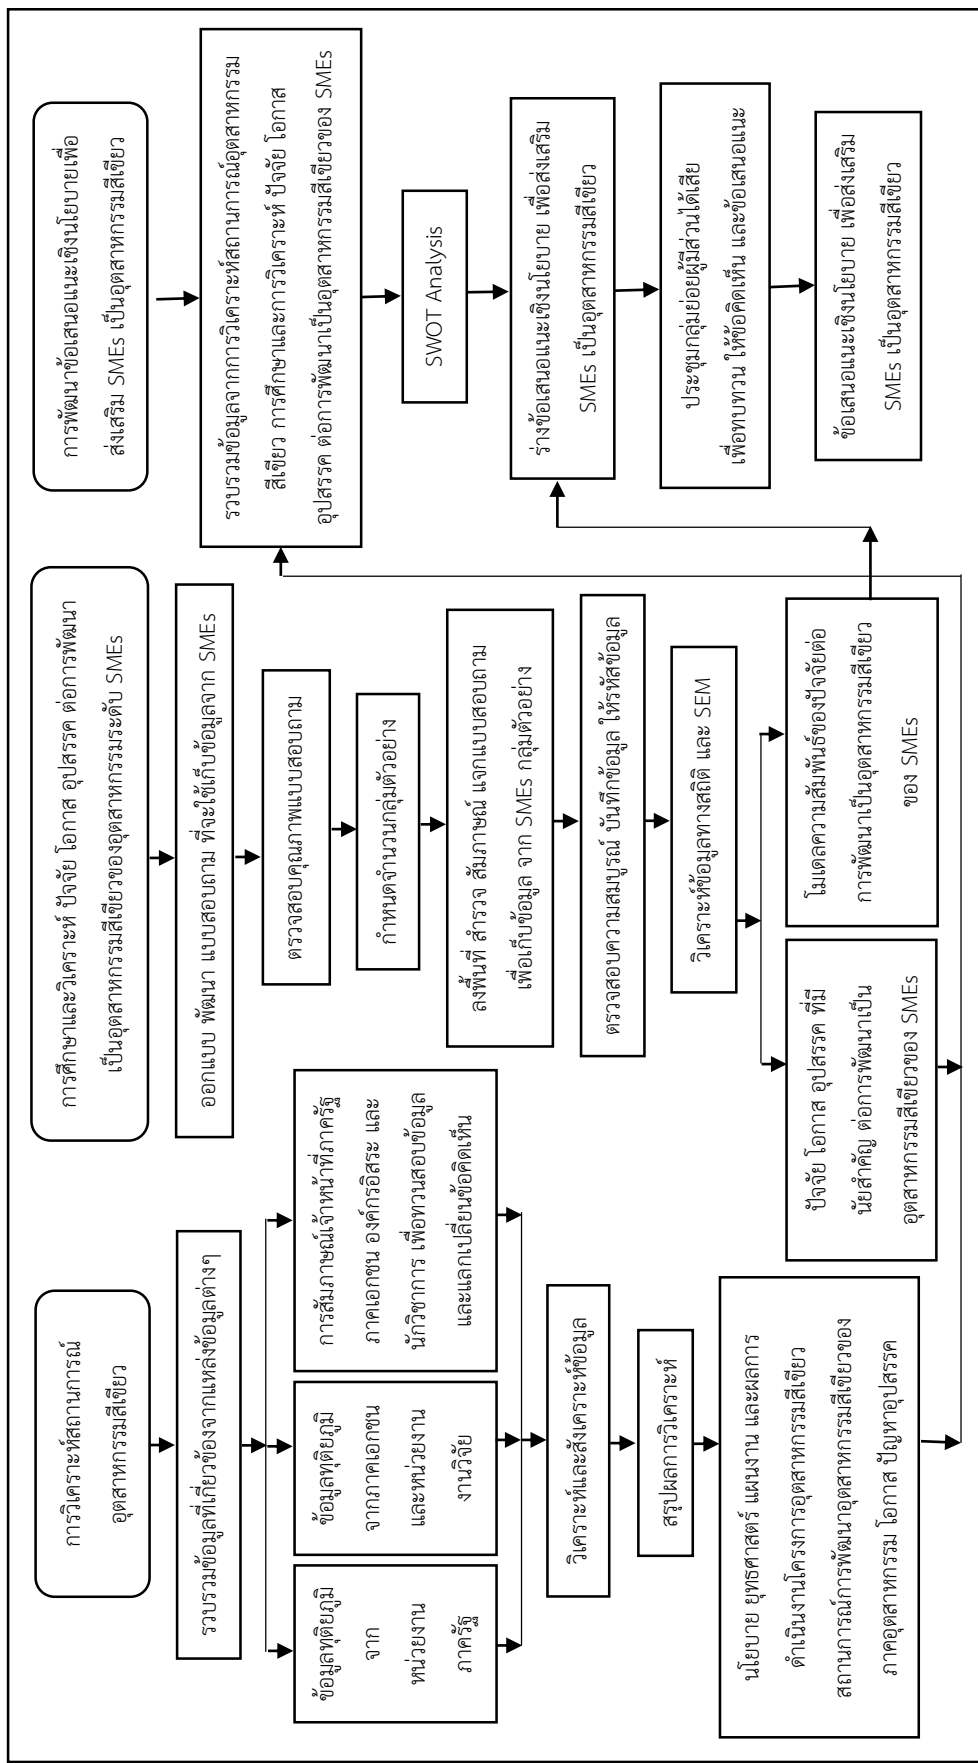 การวิเคราะห์สถานการณ์
อุตสาหกรรมสีเขียว
รวบรวมข้อมูลที่เกี่ยวข้องจากแหล่งข้อมูลต่างๆ
ข้อมูลทุติยภูมิ
จาก
หน่วยงาน
ภาครัฐ
ข้อมูลทุติยภูมิ
จากภาคเอกชน
และหน่วยงาน
งานวิจัย
การสัมภาษณ์เจ้าหน้าที่ภาครัฐ
ภาคเอกชน องค์กรอิสระ และ
นักวิชาการ เพื่อทวนสอบข้อมูล
และแลกเปลี่ยนข้อคิดเห็น
วิเคราะห์และสังเคราะห์ข้อมูล
สรุปผลการวิเคราะห์
นโยบาย ยุทธศาสตร์ แผนงาน และผลการ
ดำเนินงานโครงการอุตสาหกรรมสีเขียว
สถานการณ์การพัฒนาอุตสาหกรรมสีเขียวของ
ภาคอุตสาหกรรม โอกาส ปัญหาอุปสรรค
การศึกษาและวิเคราะห์ ปัจจัย โอกาส อุปสรรค ต่อการพัฒนา
เป็นอุตสาหกรรมสีเขียวของอุตสาหกรรมระดับ SMEs
ออกแบบ พัฒนา แบบสอบถาม ที่จะใช้เก็บข้อมูลจาก SMEs
ตรวจสอบคุณภาพแบบสอบถาม
กำหนดจำนวนกลุ่มตัวอย่าง
ลงพื้นที่ สำรวจ สัมภาษณ์ แจกแบบสอบถาม
เพื่อเก็บข้อมูล จาก SMEs กลุ่มตัวอย่าง
ตรวจสอบความสมบูรณ์ บันทึกข้อมูล ให้รหัสข้อมูล
วิเคราะห์ข้อมูลทางสถิติ และ SEM
ปัจจัย โอกาส อุปสรรค ที่มี
นัยสำคัญ ต่อการพัฒนาเป็น
อุตสาหกรรมสีเขียวของ SMEs
โมเดลความสัมพันธ์ของปัจจัยต่อ
การพัฒนาเป็นอุตสาหกรรมสีเขียว
ของ SMEs
การพัฒนาข้อเสนอแนะเชิงนโยบายเพื่อ
ส่งเสริม SMEs เป็นอุตสาหกรรมสีเขียว
รวบรวมข้อมูลจากการวิเคราะห์สถานการณ์อุตสาหกรรม
สีเขียว การศึกษาและการวิเคราะห์ ปัจจัย โอกาส
อุปสรรค ต่อการพัฒนาเป็นอุตสาหกรรมสีเขียวของ SMEs
SWOT Analysis
ร่างข้อเสนอแนะเชิงนโยบาย เพื่อส่งเสริม
SMEs เป็นอุตสาหกรรมสีเขียว
ประชุมกลุ่มย่อยผู้มีส่วนได้เสีย
เพื่อทบทวน ให้ข้อคิดเห็น และข้อเสนอแนะ
ข้อเสนอแนะเชิงนโยบาย เพื่อส่งเสริม
SMEs เป็นอุตสาหกรรมสีเขียว